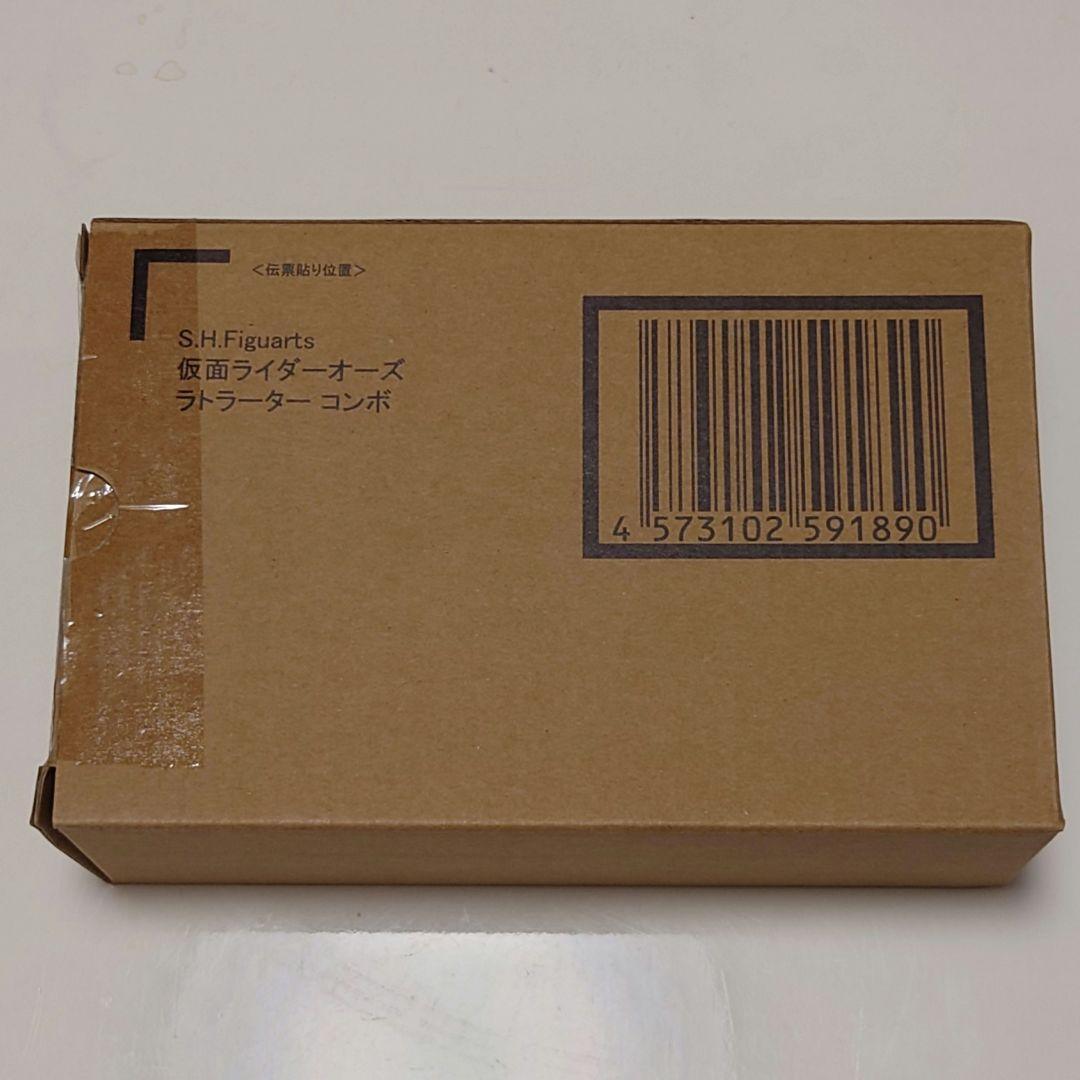 ＜伝票貼り位置＞
S.H.Figuarts
仮面ライダーオーズ
ラトラーター コンボ
4 573102 591890